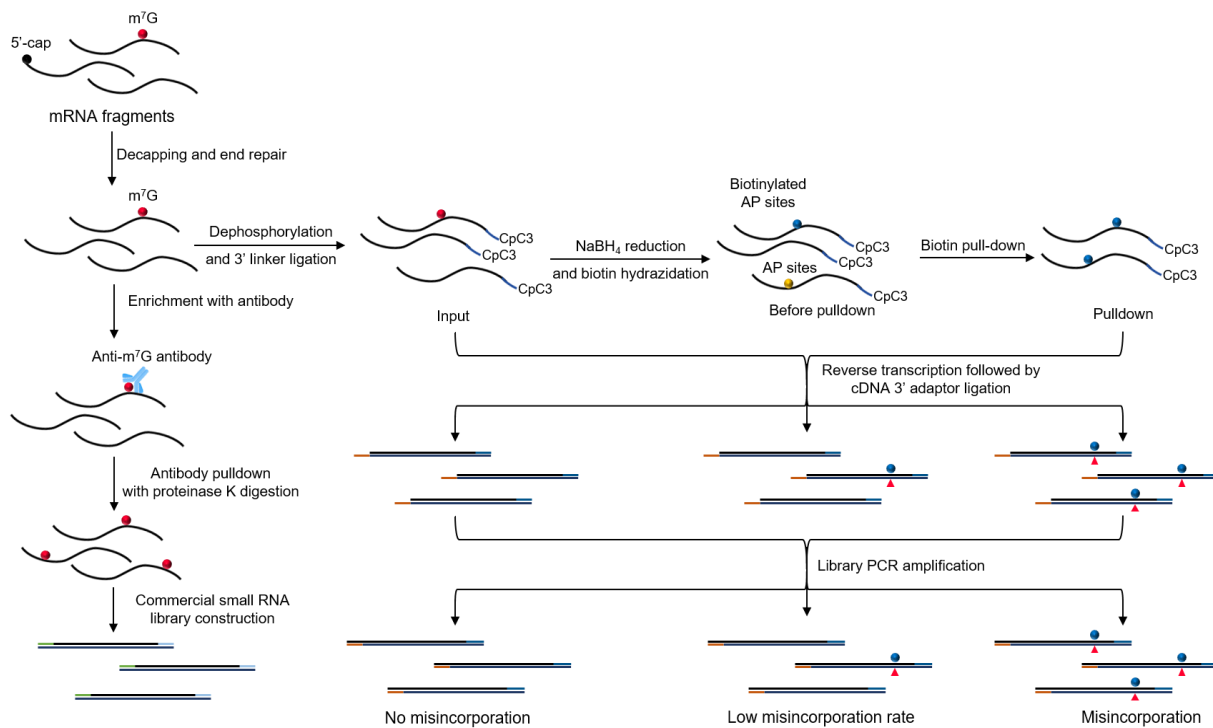 m⁷G
5'-cap
mRNA fragments
Decapping and end repair
m⁷G
Dephosphorylation
and 3' linker ligation
CpC3
CpC3
CpC3
Input
NaBH₄ reduction
and biotin hydrazidation
Biotinylated
AP sites
CpC3
CpC3
AP sites
CpC3
Before pulldown
Biotin pull-down
CpC3
CpC3
Pulldown
Enrichment with antibody
Anti-m⁷G antibody
Antibody pulldown
with proteinase K digestion
Commercial small RNA
library construction
Reverse transcription followed by
cDNA 3' adaptor ligation
Library PCR amplification
No misincorporation
Low misincorporation rate
Misincorporation